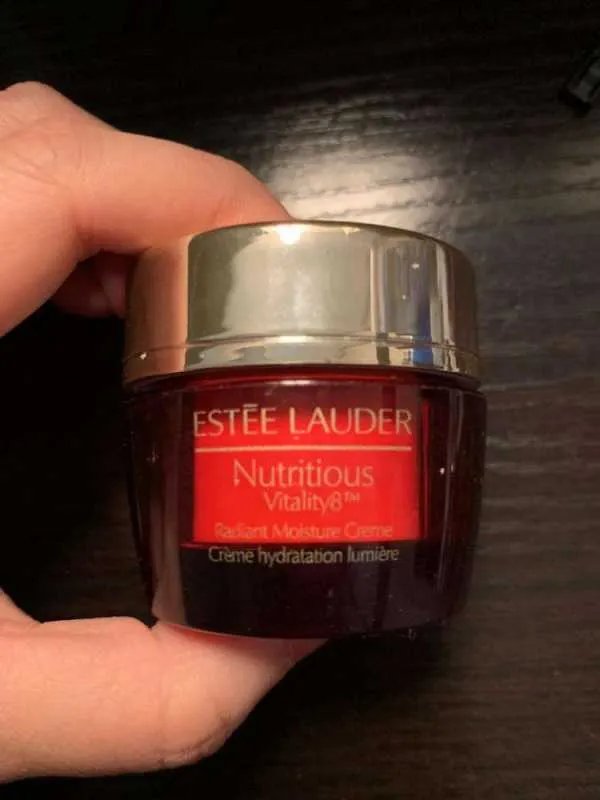 ESTĒE LAUDER
Nutritious
Vitality8™
Radiant Moisture Creme
Crème hydratation lumière